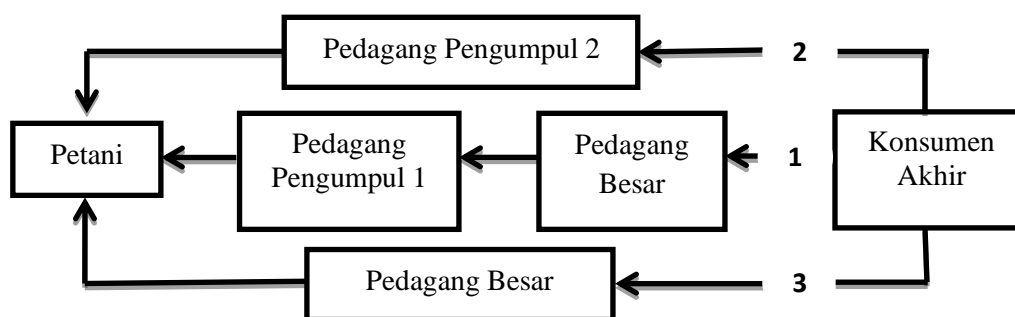 Pedagang Pengumpul 2
2
Petani
Pedagang
Pengumpul 1
Pedagang
Besar
1
Konsumen
Akhir
Pedagang Besar
3